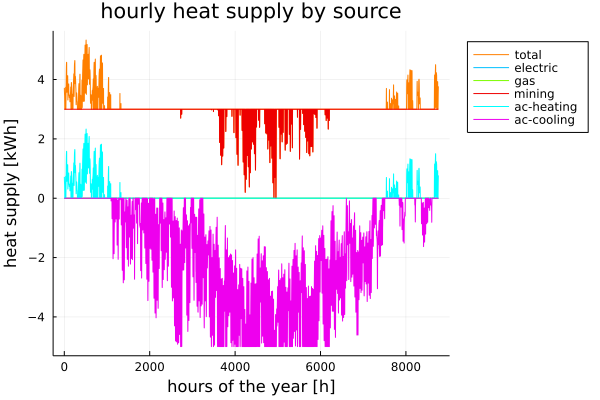 hourly heat supply by source
heat supply [kWh]
4
2
0
−2
−4
0 2000 4000 6000 8000
hours of the year [h]
total
electric
gas
mining
ac-heating
ac-cooling